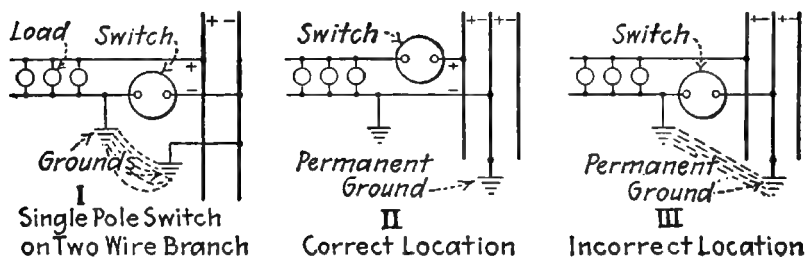 Load
Switch
+ -
+
-
Grounds
I
Single Pole Switch
on Two Wire Branch
Switch
+- +-
+
-
Permanent
Ground
II
Correct Location
Switch
+- +-
Permanent
Ground
III
Incorrect Location